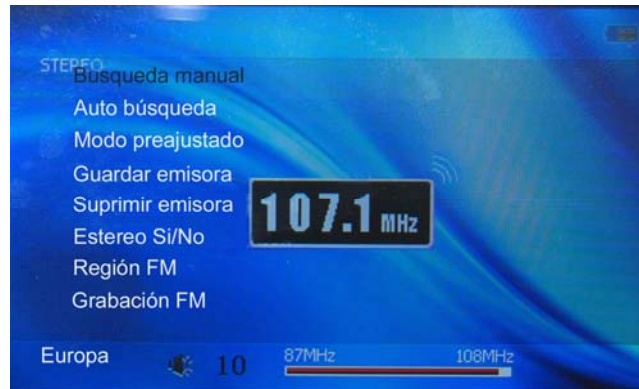 STEREO
Busqueda manual
Auto búsqueda
Modo preajustado
Guardar emisora
Suprimir emisora
107.1 MHz
Estereo Si/No
Región FM
Grabación FM
Europa 10 87MHz 108MHz